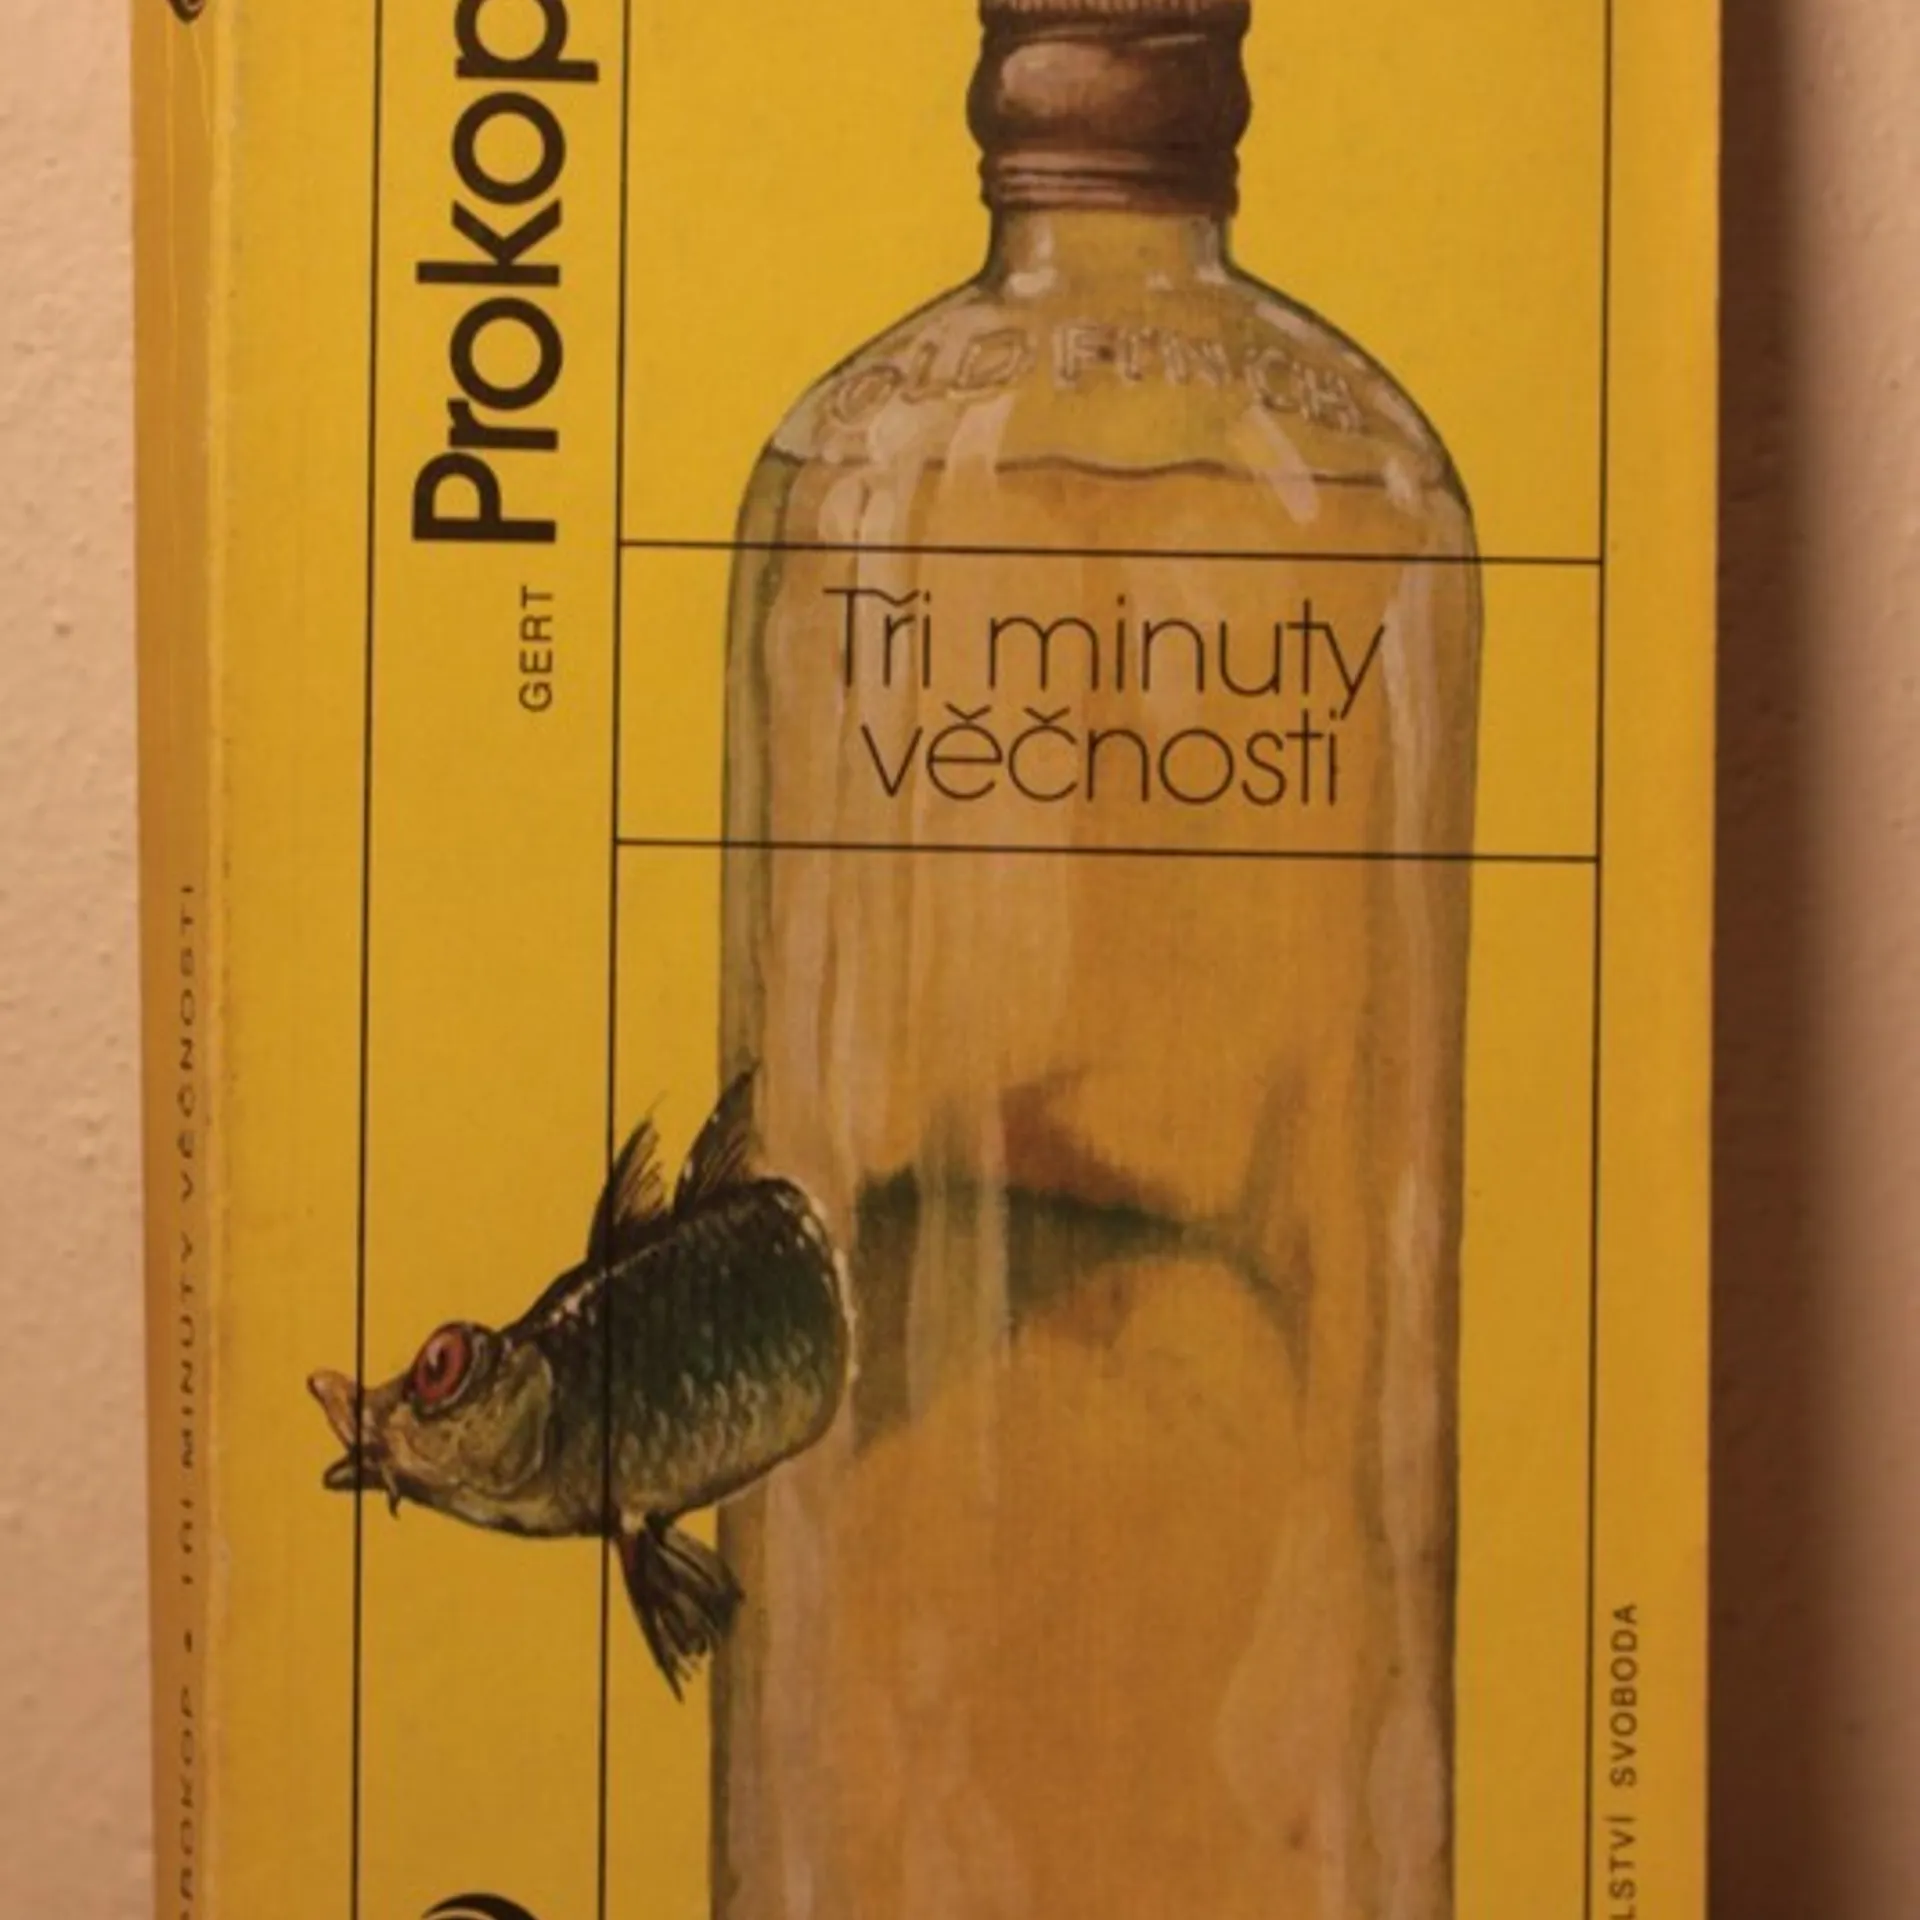 GERT Prokop
OLD FINCH
Tři minuty
věčnosti
PROKOP • TŘI MINUTY VĚČNOSTI
SVOBODA